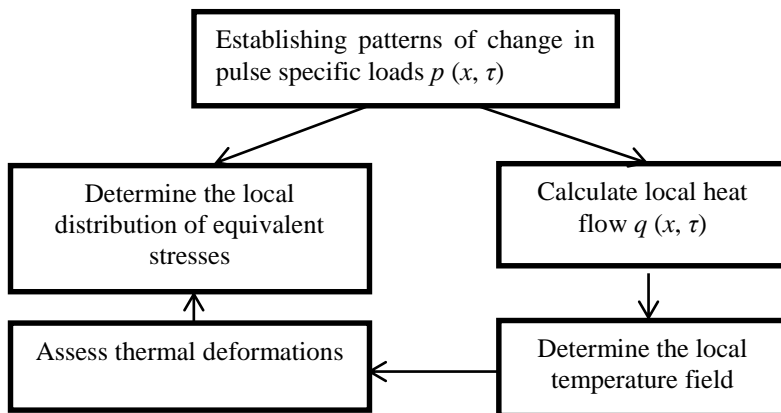 Establishing patterns of change in
pulse specific loads p (x, τ)
Determine the local
distribution of equivalent
stresses
Calculate local heat
flow q (x, τ)
Assess thermal deformations
Determine the local
temperature field